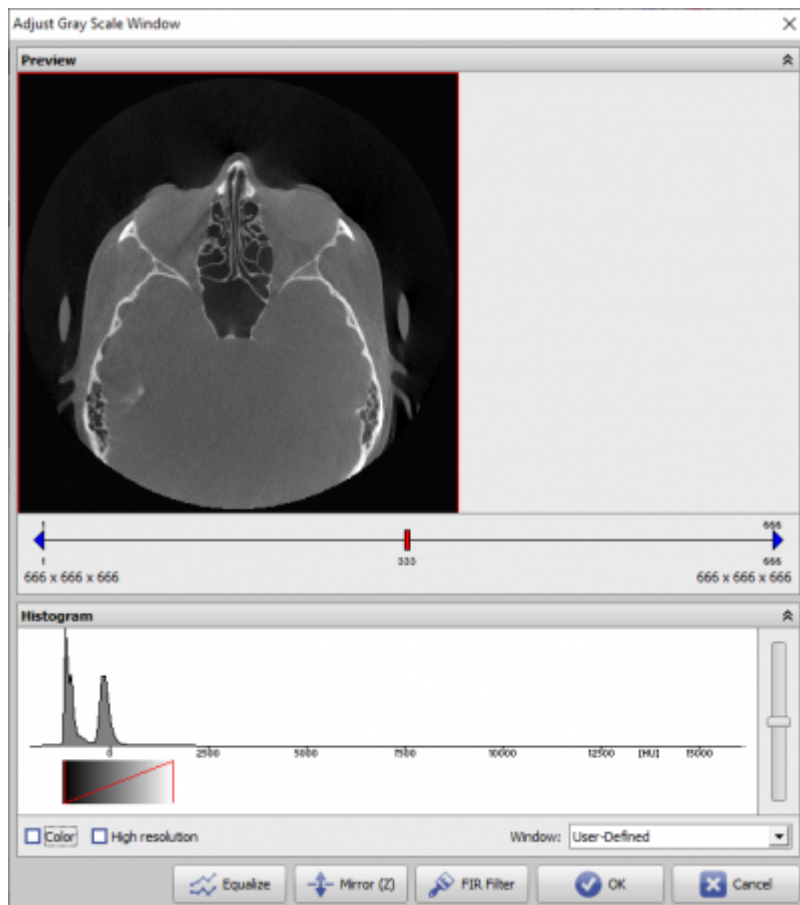 Adjust Gray Scale Window
Preview
1 666
1 333 666
666 x 666 x 666 666 x 666 x 666
Histogram
0 2500 5000 7500 10000 12500 [HU] 15000
Color High resolution Window: User-Defined
Equalize Mirror (Z) FIR Filter OK Cancel